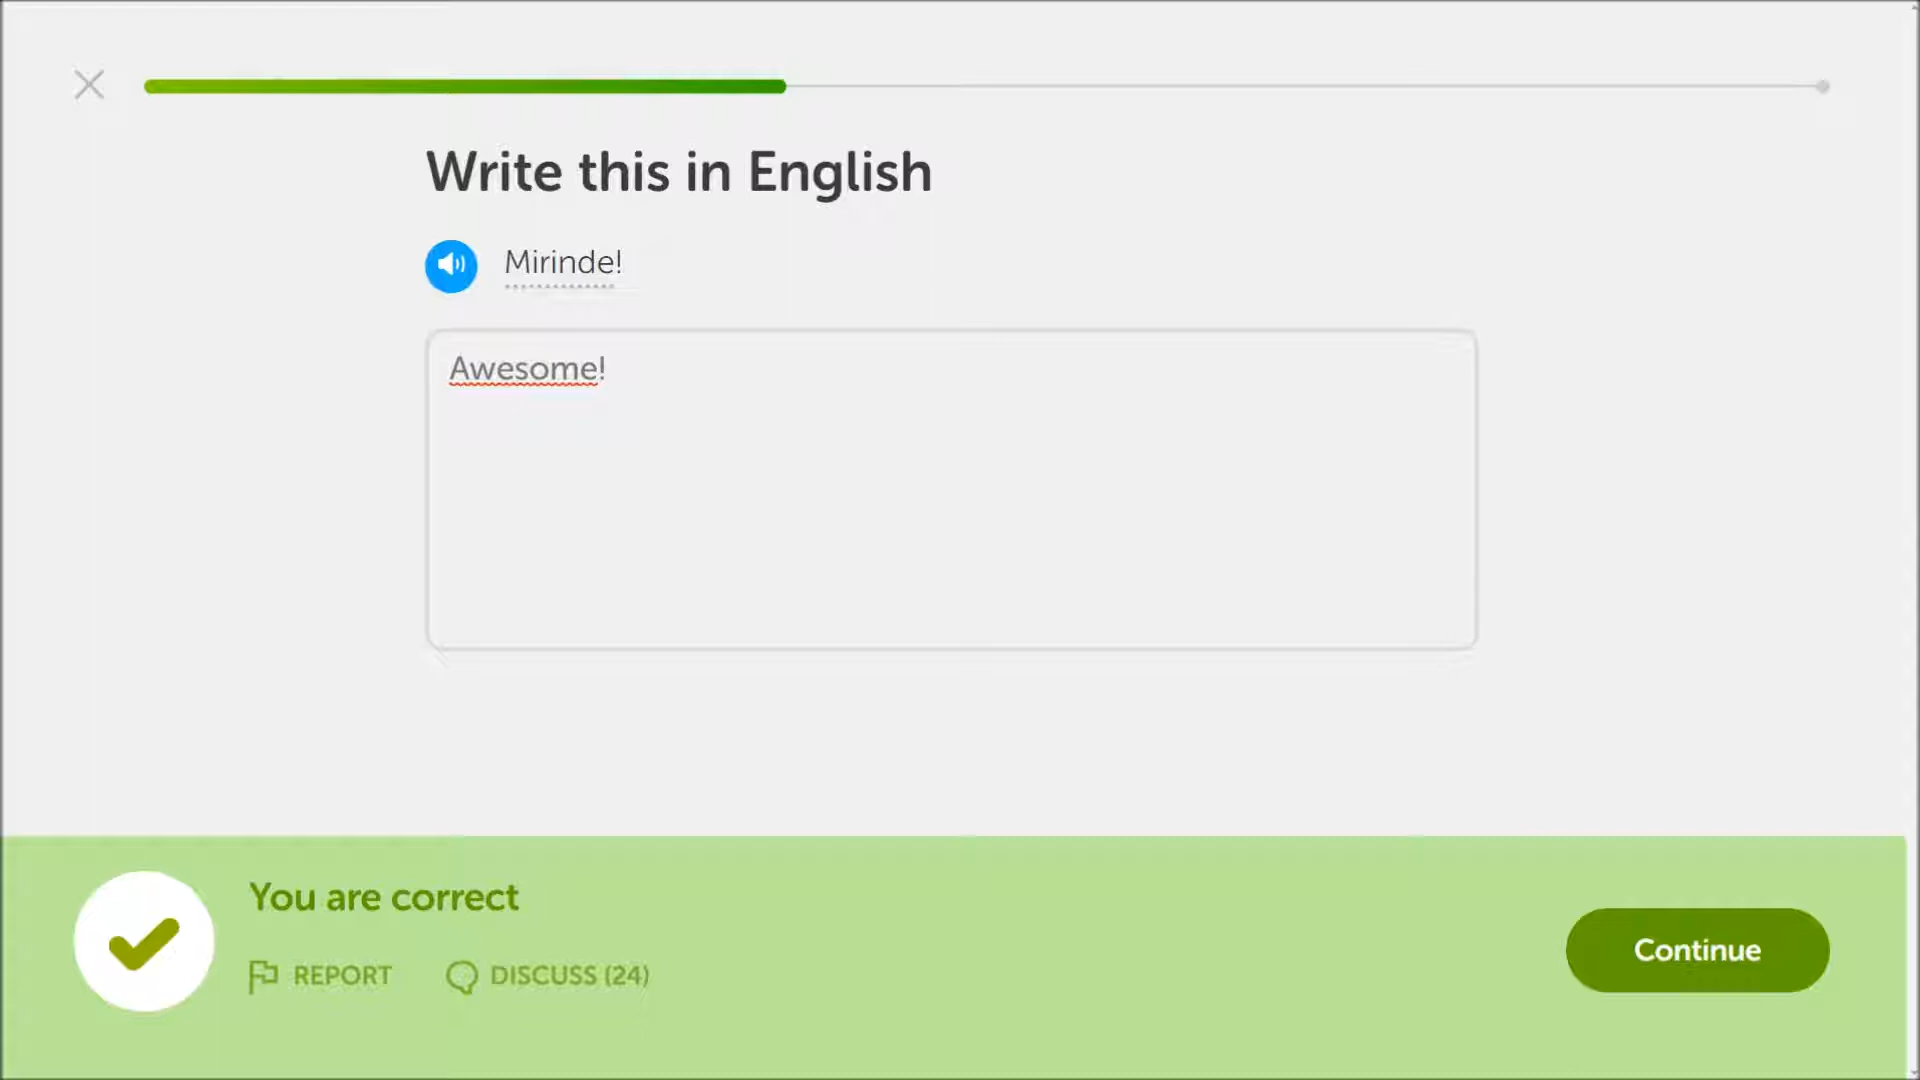 Write this in English
Mirinde!
Awesome!
You are correct
REPORT
DISCUSS (24)
Continue